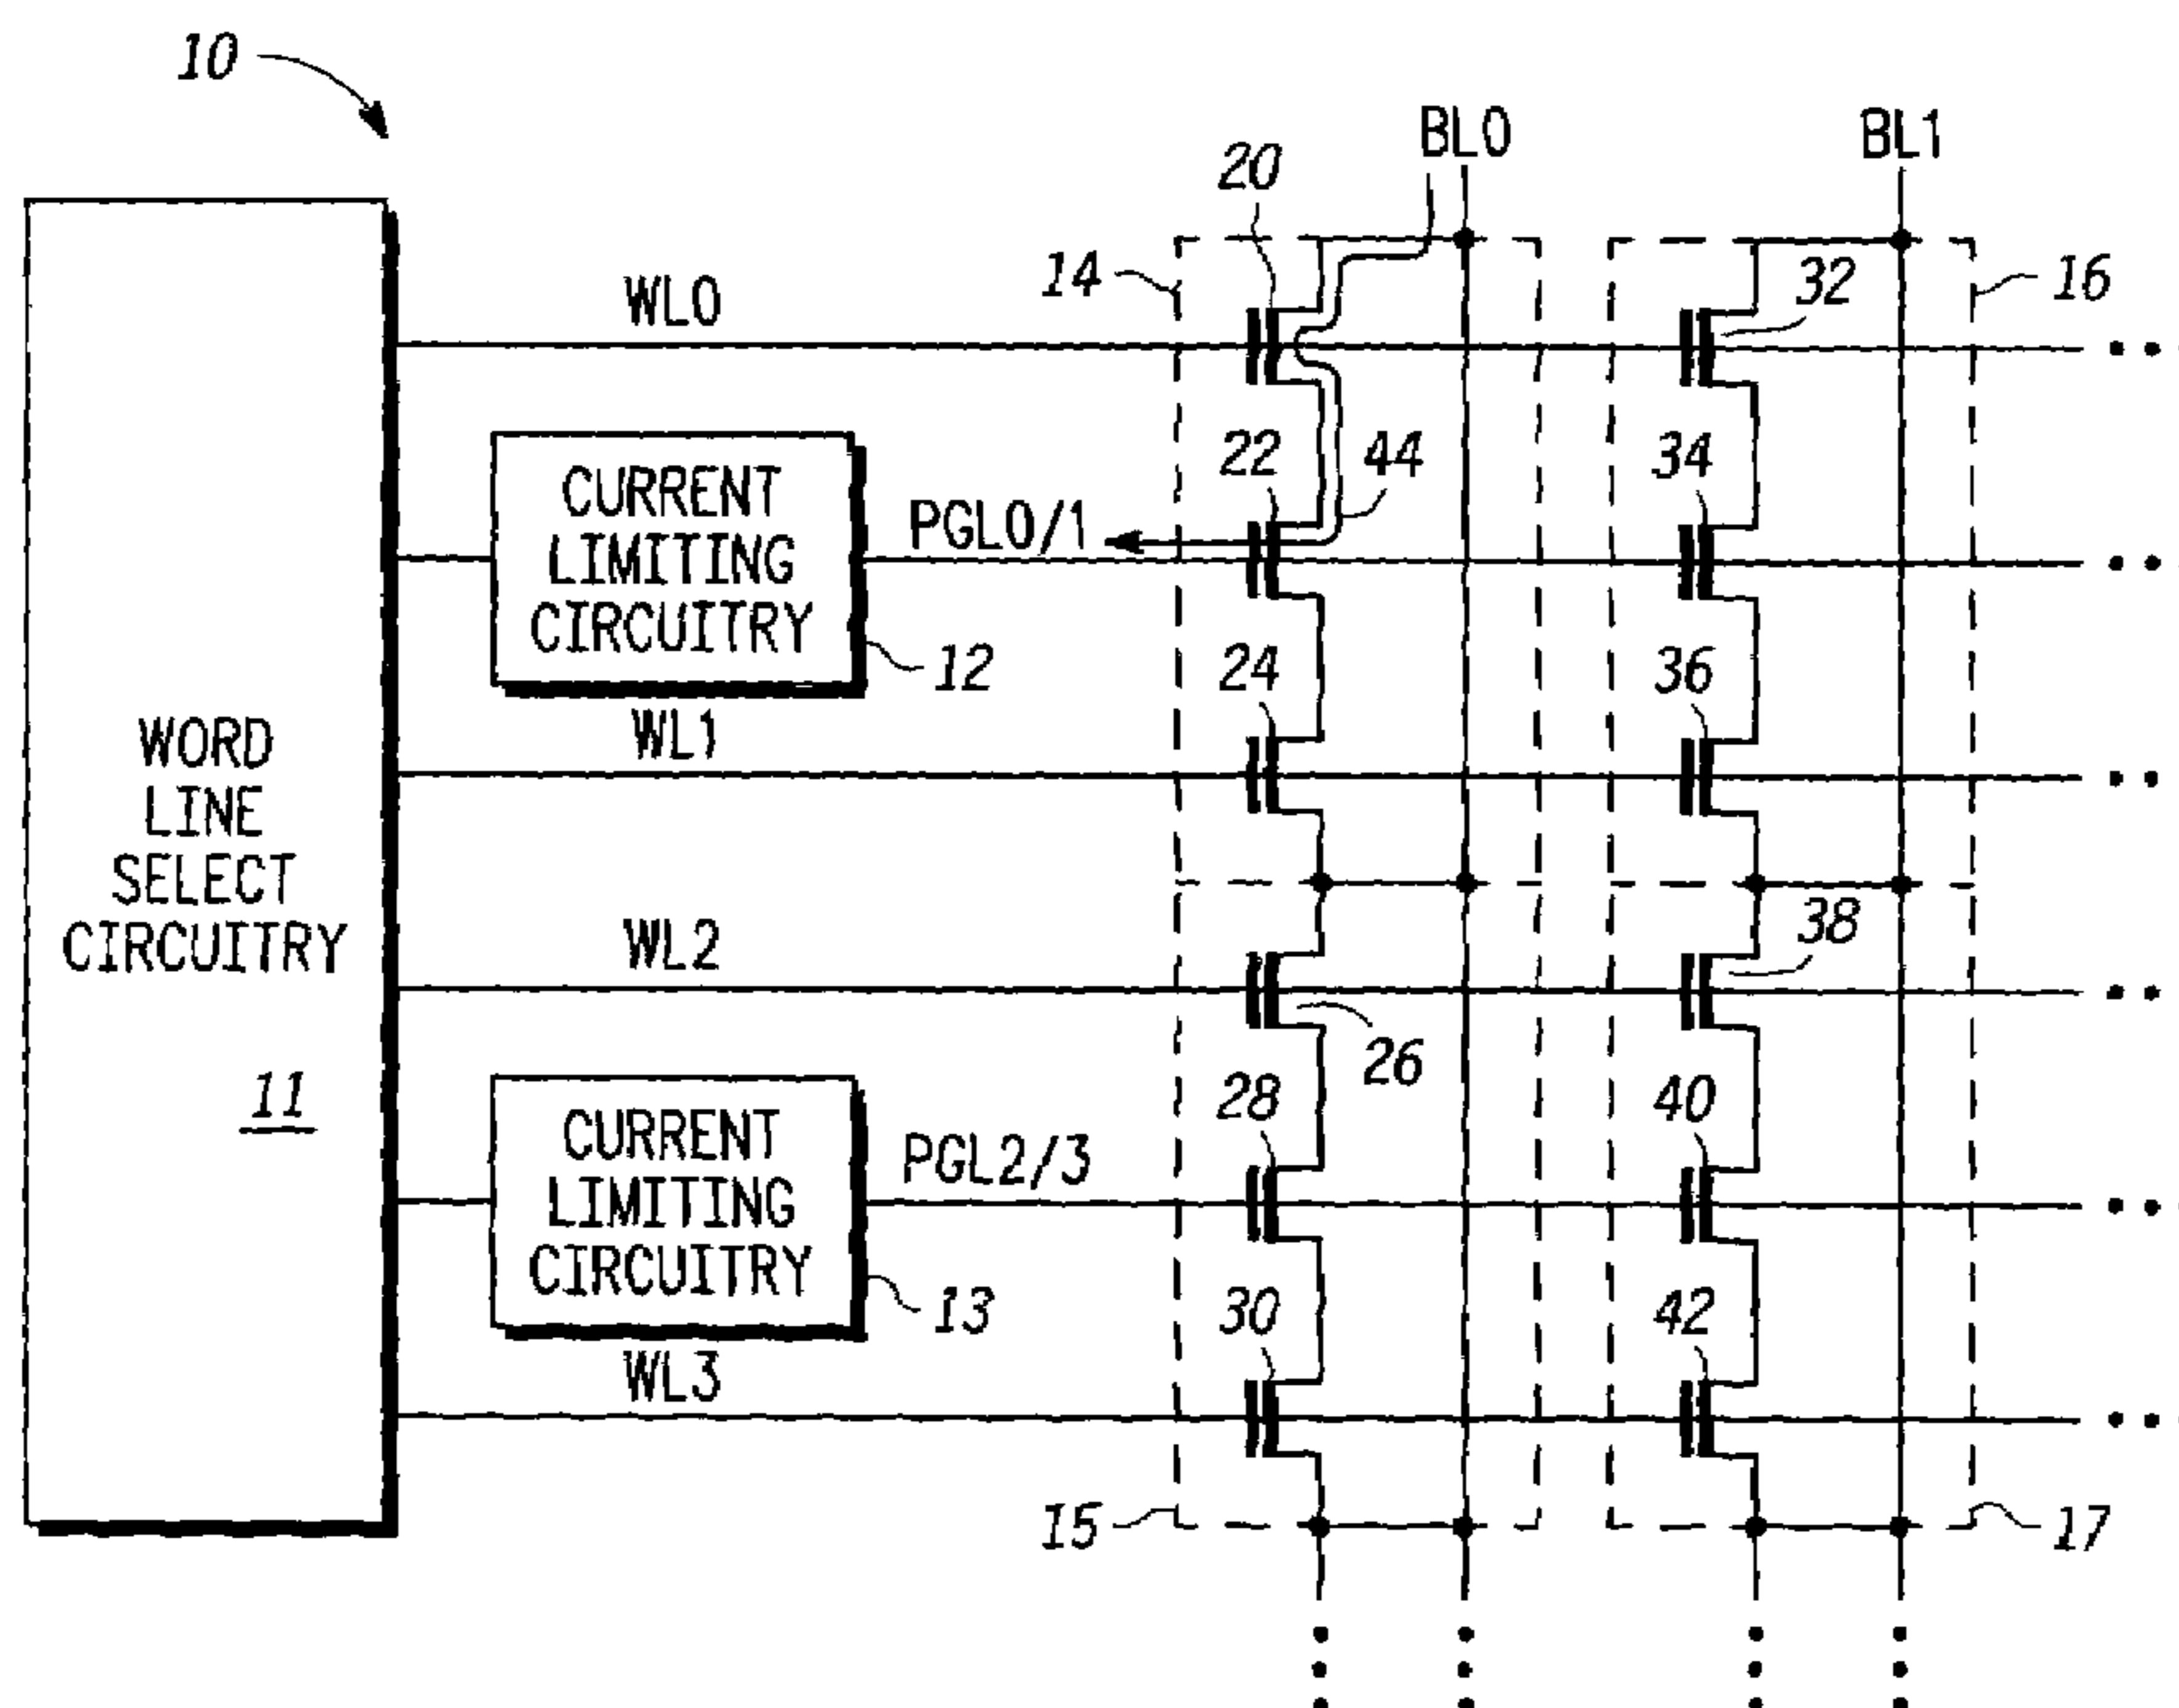 10
BL0
BL1
20
14
32
16
WL0
22
44
34
CURRENT
LIMITING
CIRCUITRY
PGL0/1
12
24
36
WL1
WORD
LINE
SELECT
CIRCUITRY
11
WL2
38
26
28
40
CURRENT
LIMITING
CIRCUITRY
PGL2/3
13
30
42
WL3
15
17